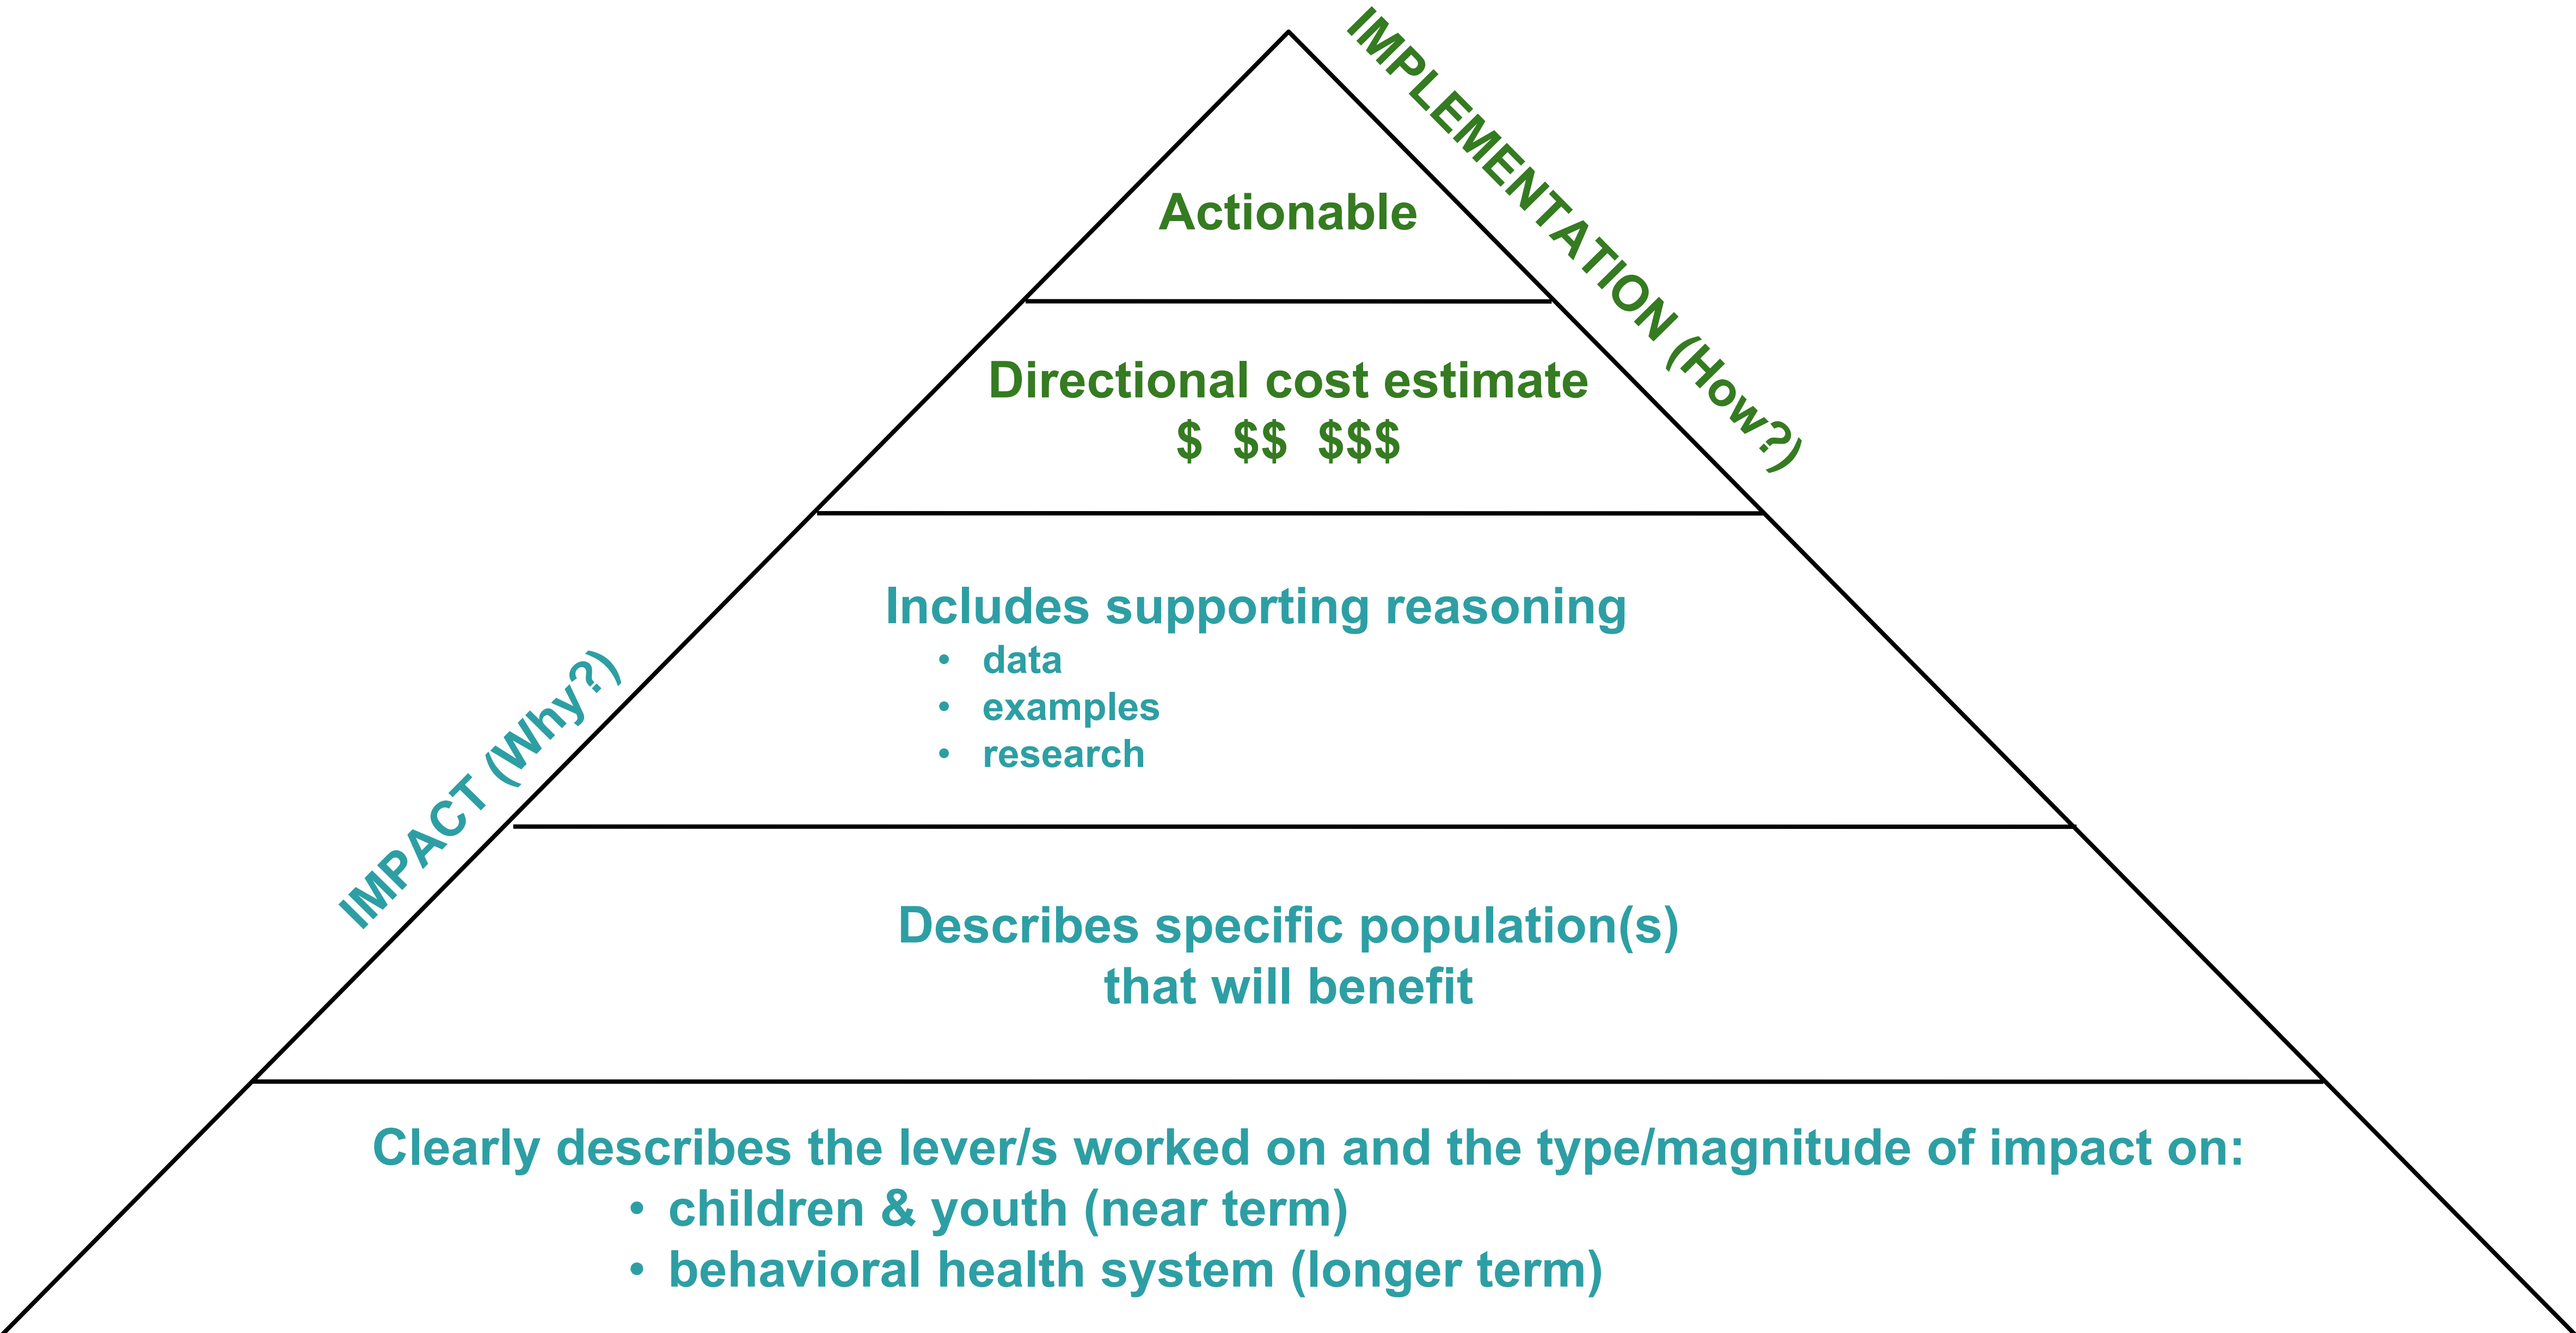 IMPLEMENTATION (How?)
Actionable
Directional cost estimate
$ $$ $$$
IMPACT (Why?)
Includes supporting reasoning
• data
• examples
• research
Describes specific population(s)
that will benefit
Clearly describes the lever/s worked on and the type/magnitude of impact on:
• children & youth (near term)
• behavioral health system (longer term)